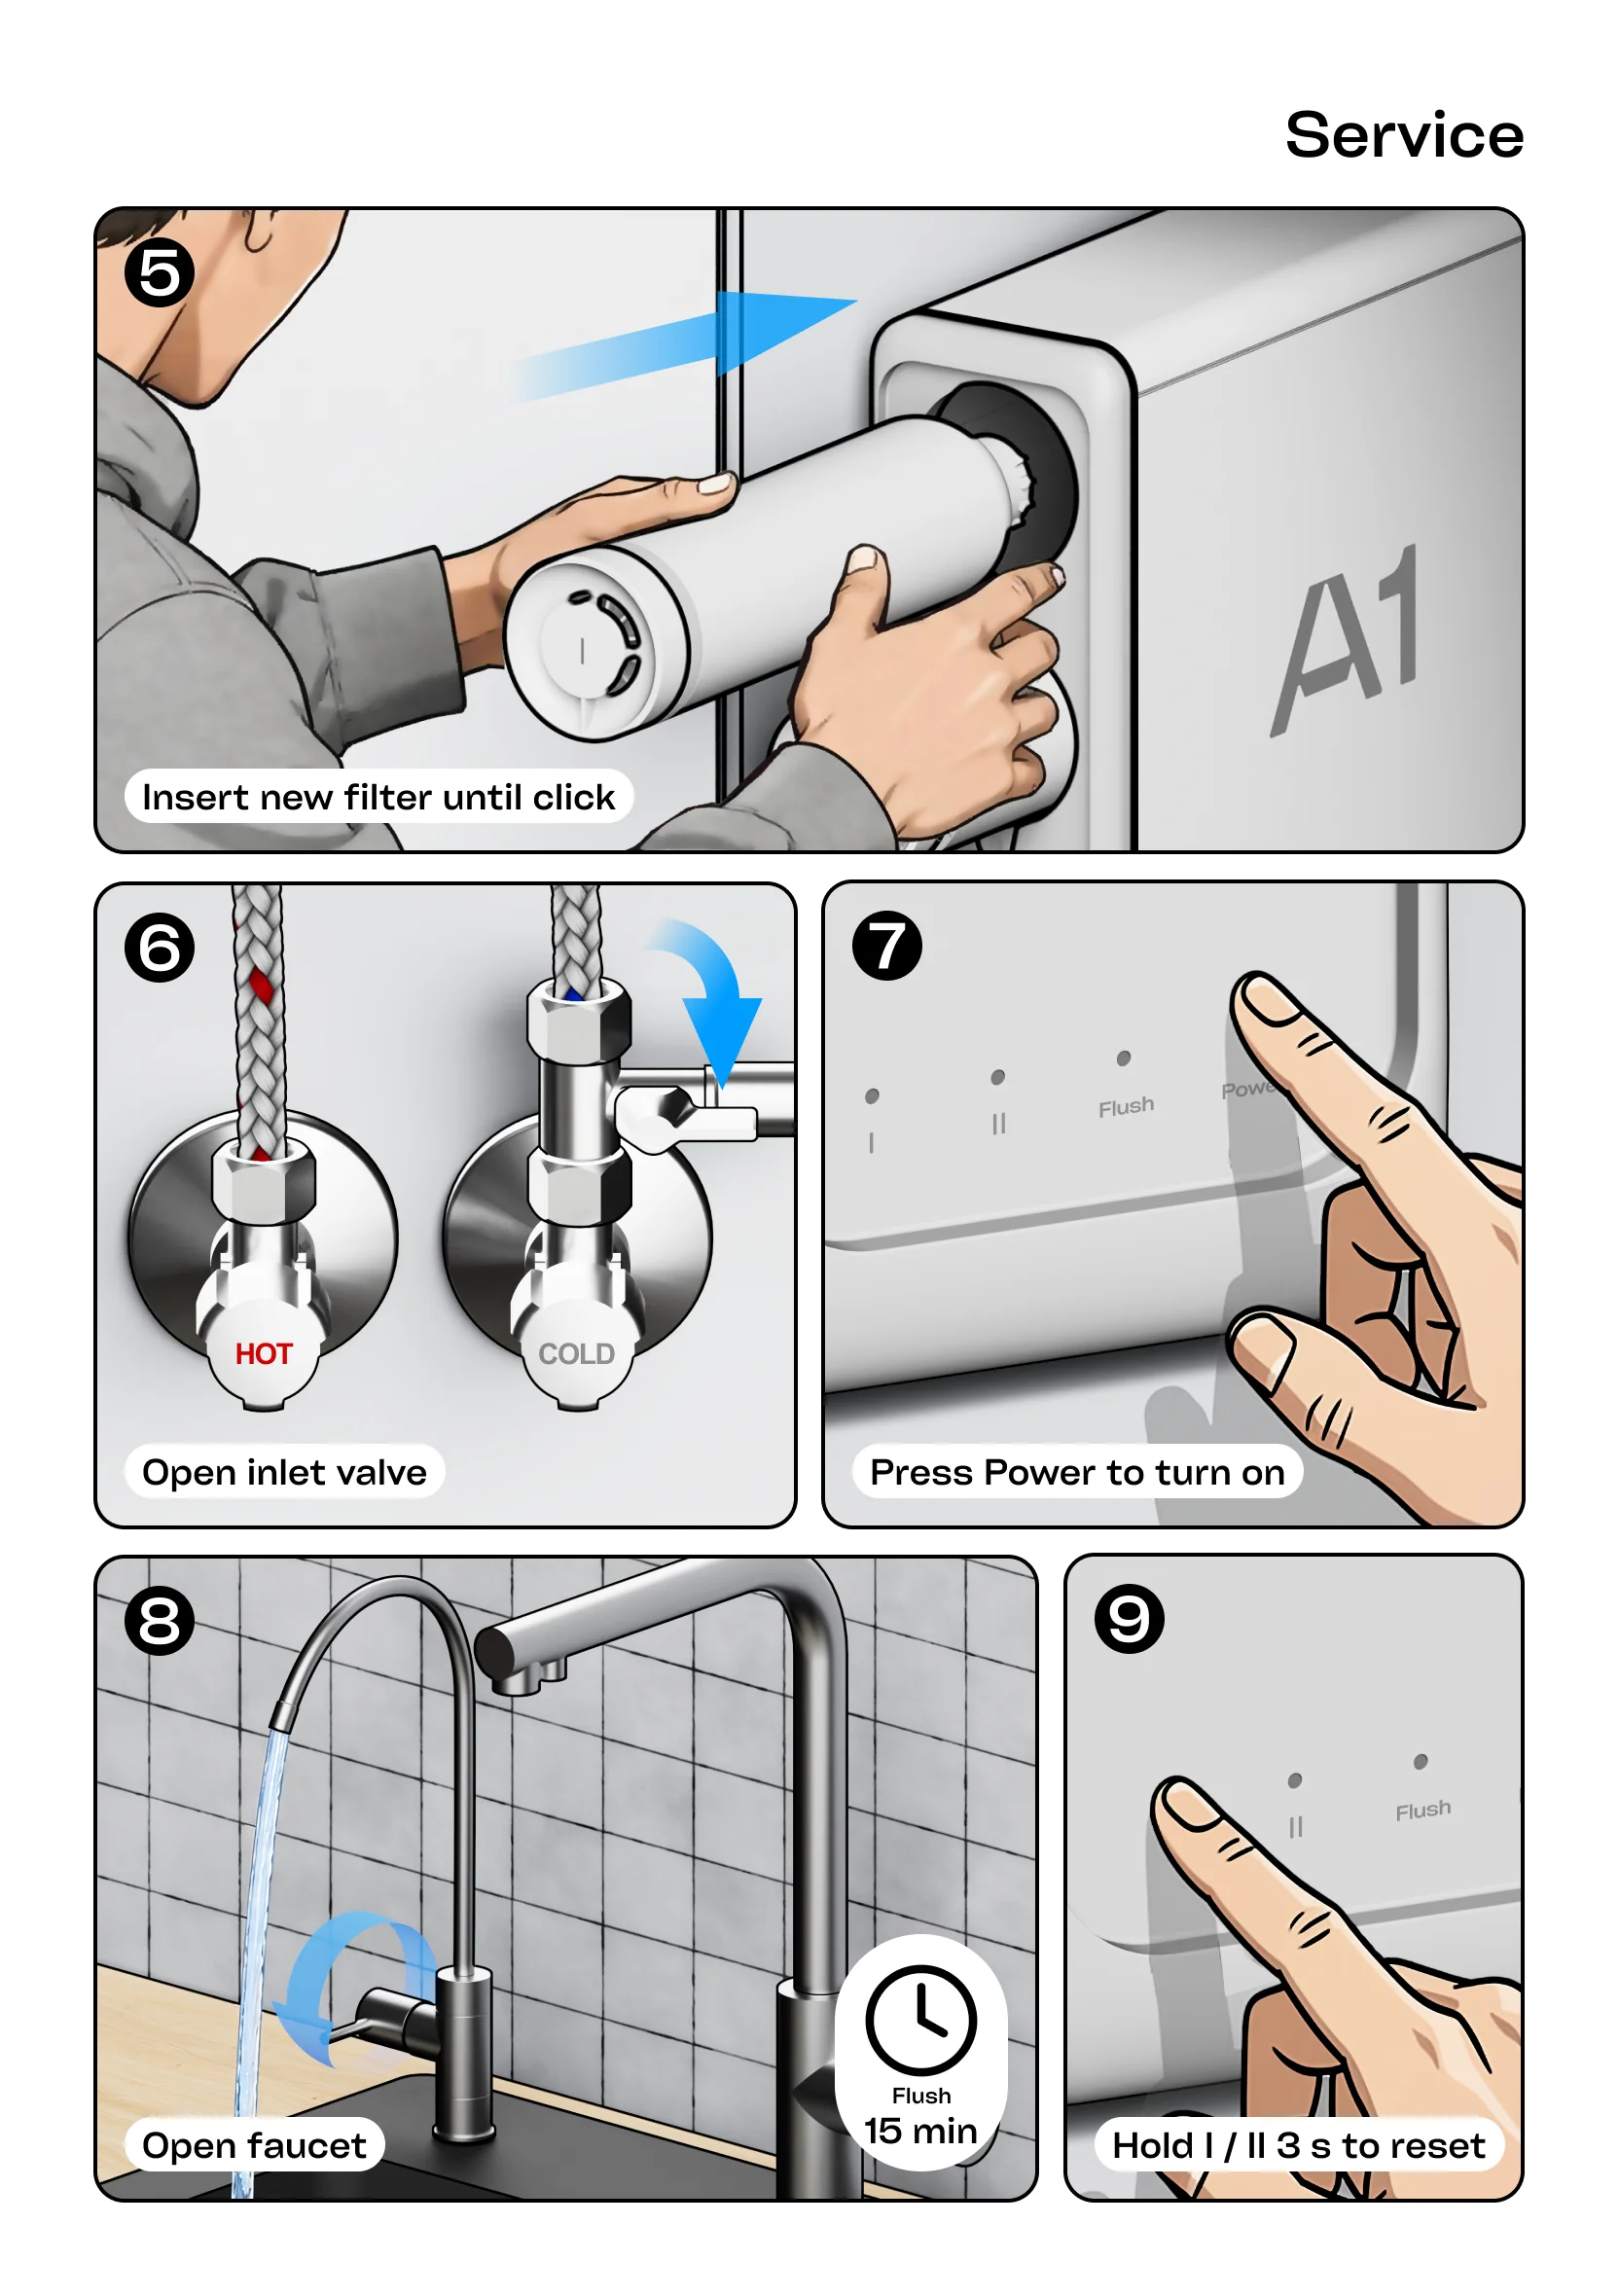 Service
5
A1
I
Insert new filter until click
6
HOT
COLD
Open inlet valve
7
I
II
Flush
Power
Press Power to turn on
8
Flush
15 min
Open faucet
9
II
Flush
Hold I / II 3 s to reset